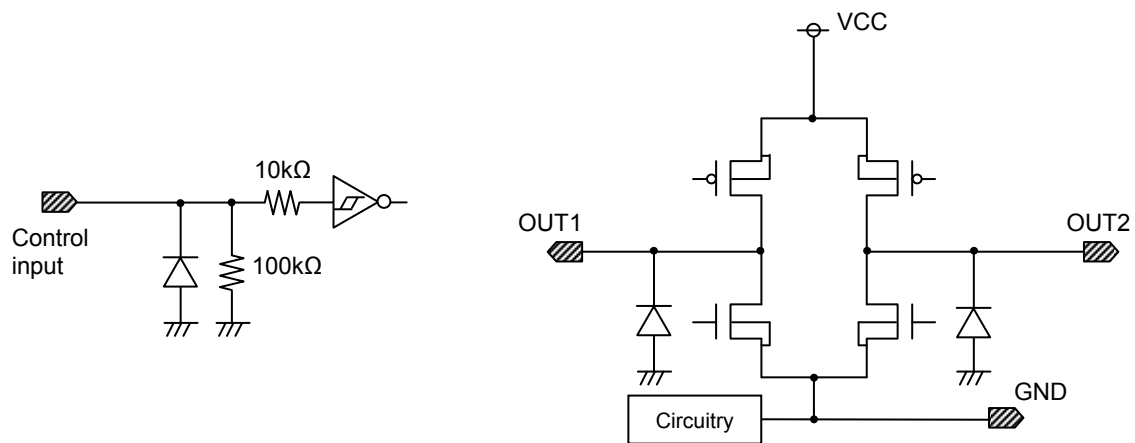 VCC
10kΩ
Control
input
100kΩ
OUT1
OUT2
Circuitry
GND